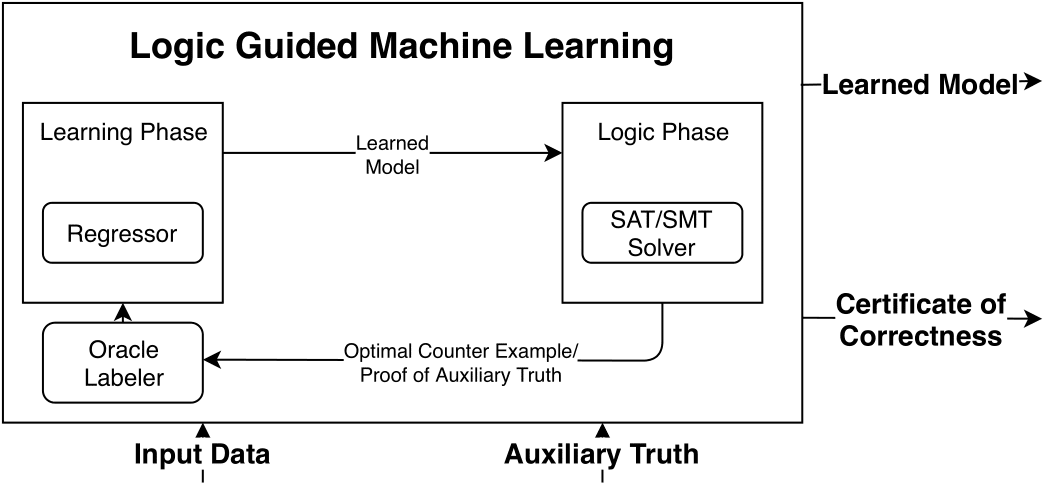 Logic Guided Machine Learning
Learned Model
Learning Phase
Learned
Model
Logic Phase
Regressor
SAT/SMT
Solver
Certificate of
Correctness
Oracle
Labeler
Optimal Counter Example/
Proof of Auxiliary Truth
Input Data
Auxiliary Truth